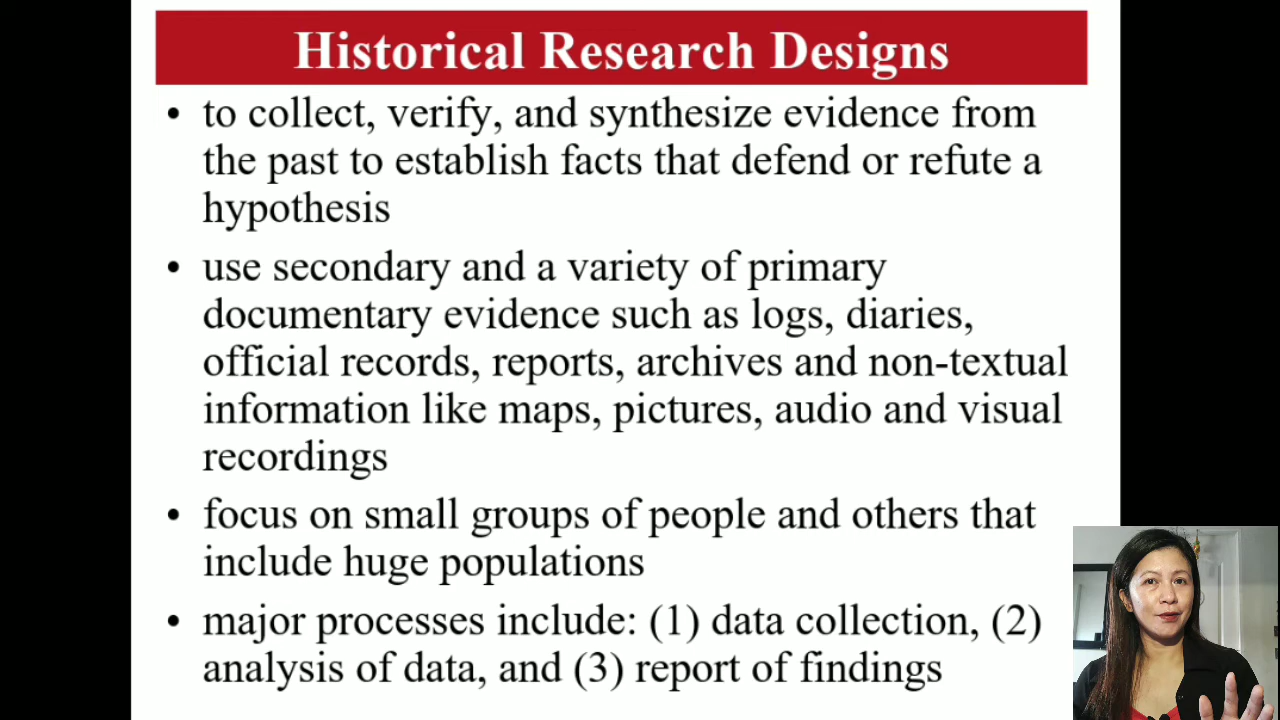 Historical Research Designs
• to collect, verify, and synthesize evidence from
the past to establish facts that defend or refute a
hypothesis
• use secondary and a variety of primary
documentary evidence such as logs, diaries,
official records, reports, archives and non-textual
information like maps, pictures, audio and visual
recordings
• focus on small groups of people and others that
include huge populations
• major processes include: (1) data collection, (2)
analysis of data, and (3) report of findings